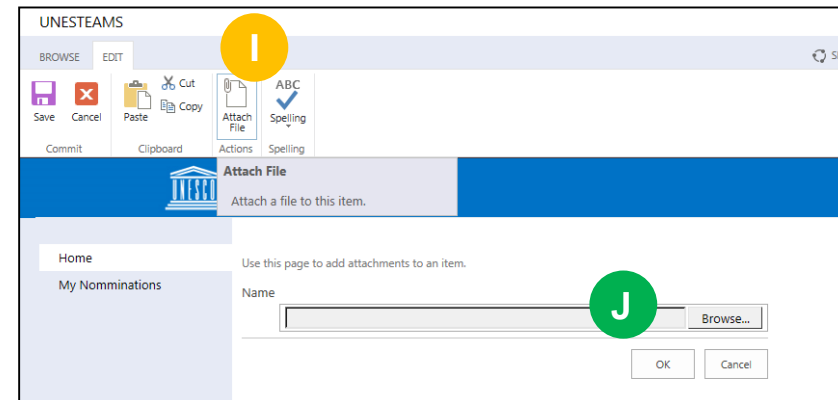 UNESTEAMS
BROWSE EDIT
I
Save Cancel Paste Cut Copy Attach File ABC Spelling
Commit Clipboard Actions Spelling
UNESCO
Attach File
Attach a file to this item.
Home
My Nomminations
Use this page to add attachments to an item.
Name
J
Browse...
OK Cancel